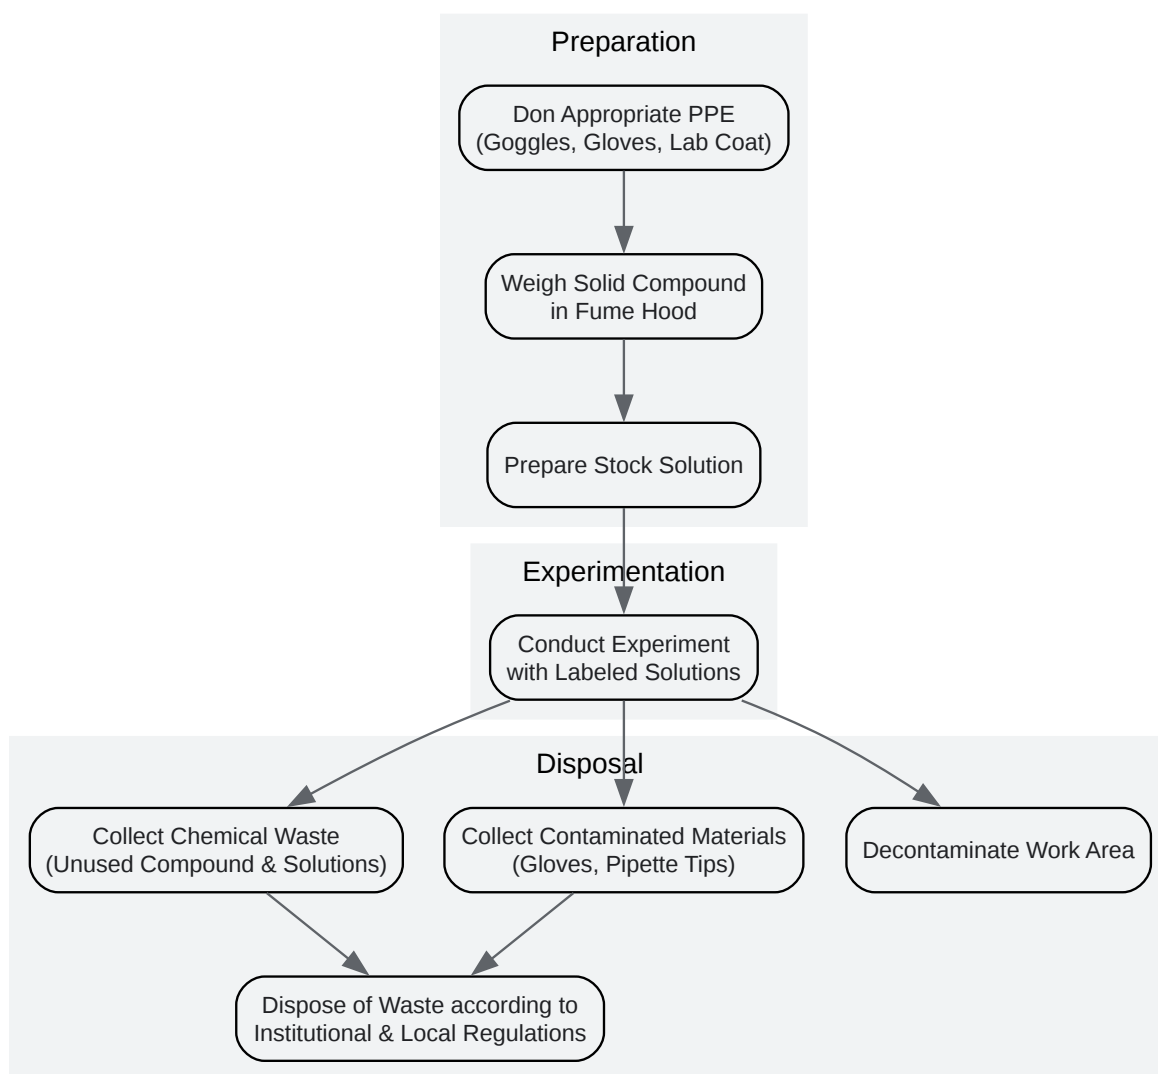 Preparation
Don Appropriate PPE
(Goggles, Gloves, Lab Coat)
Weigh Solid Compound
in Fume Hood
Prepare Stock Solution
Experimentation
Conduct Experiment
with Labeled Solutions
Disposal
Collect Chemical Waste
(Unused Compound & Solutions)
Collect Contaminated Materials
(Gloves, Pipette Tips)
Decontaminate Work Area
Dispose of Waste according to
Institutional & Local Regulations